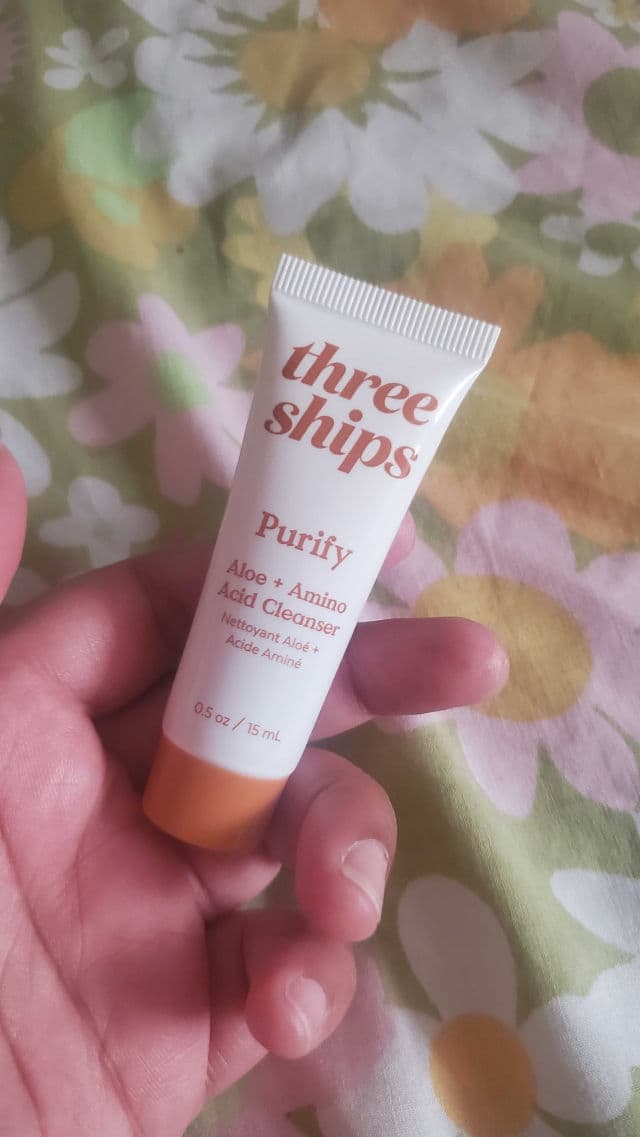 three
ships
Purify
Aloe + Amino
Acid Cleanser
Nettoyant Aloé +
Acide Aminé
0.5 oz / 15 mL